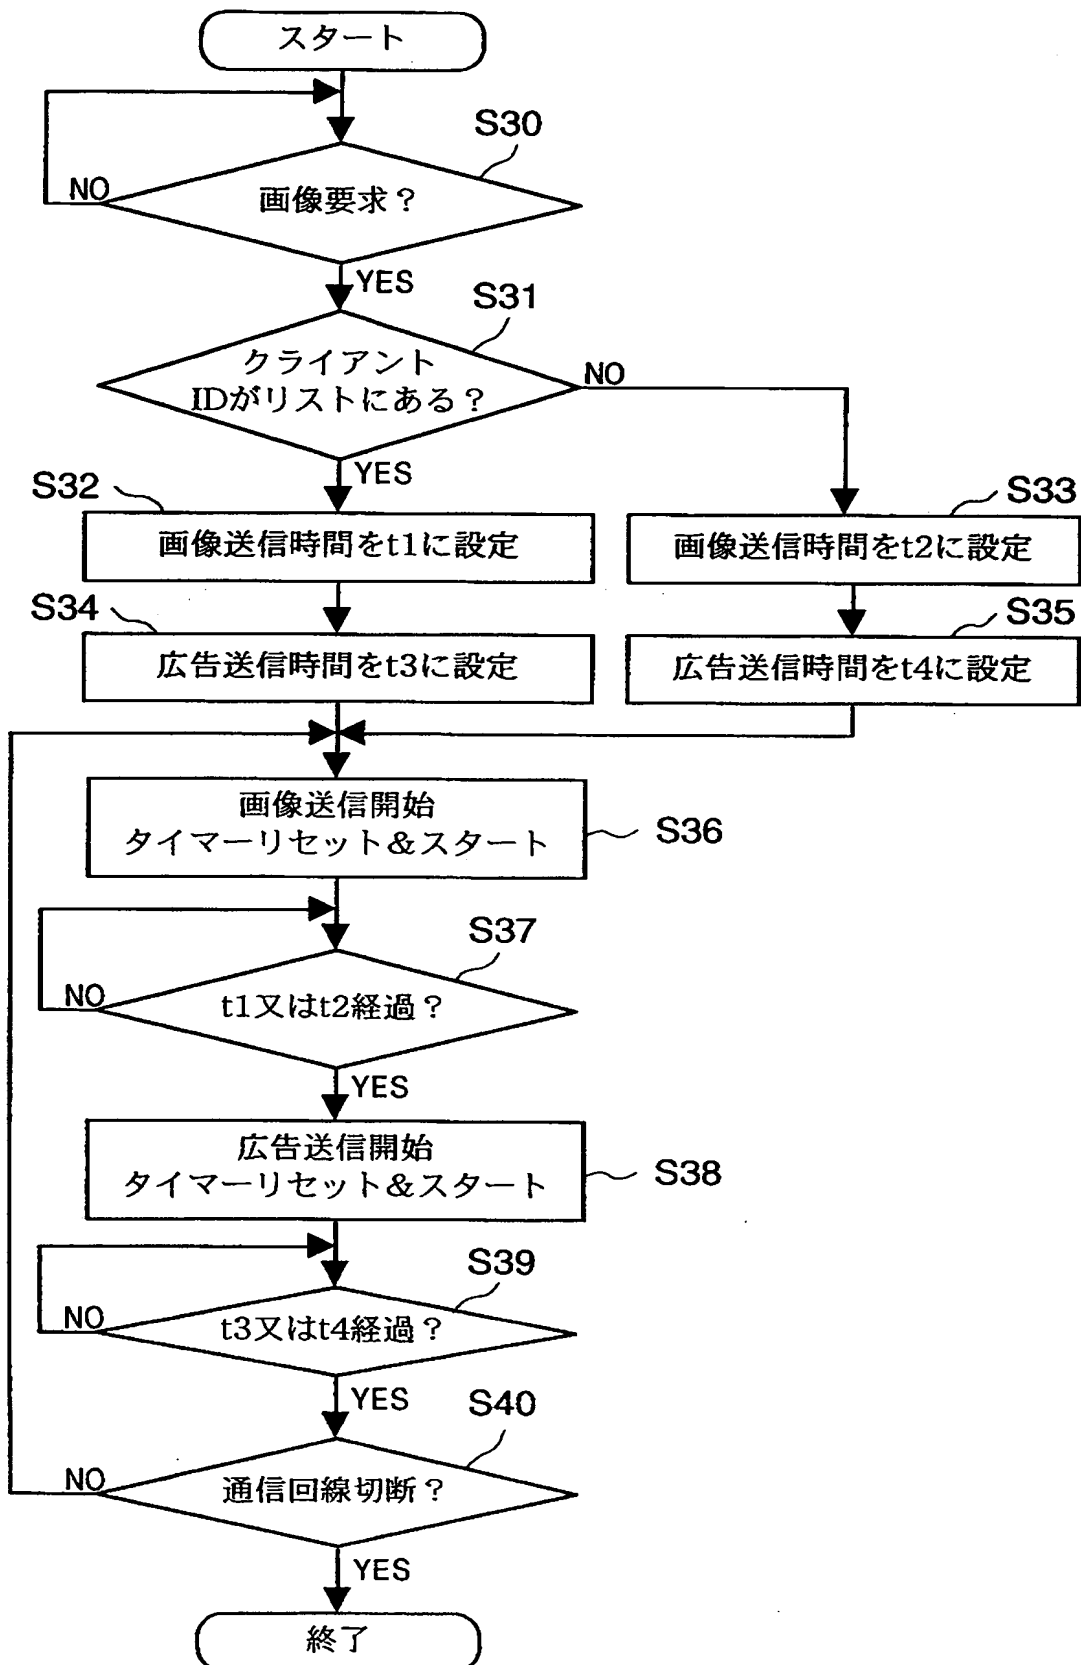 スタート
S30
画像要求？
NO
YES
S31
クライアント
IDがリストにある？
NO
YES
S32
画像送信時間をt1に設定
S33
画像送信時間をt2に設定
S34
広告送信時間をt3に設定
S35
広告送信時間をt4に設定
画像送信開始
タイマーリセット＆スタート
S36
S37
t1又はt2経過？
NO
YES
広告送信開始
タイマーリセット＆スタート
S38
S39
t3又はt4経過？
NO
YES
S40
通信回線切断？
NO
YES
終了